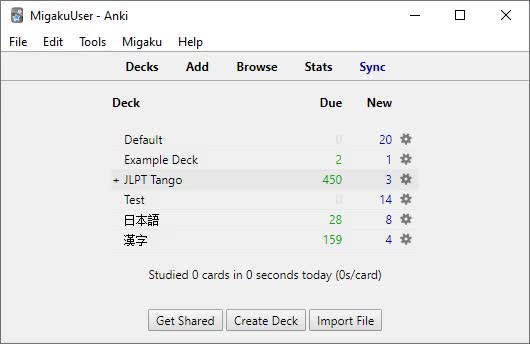 MigakuUser - Anki
File Edit Tools Migaku Help
Decks Add Browse Stats Sync
Deck Due New
Default 0 20
Example Deck 2 1
+ JLPT Tango 450 3
Test 0 14
日本語 28 8
漢字 159 4
Studied 0 cards in 0 seconds today (0s/card)
Get Shared Create Deck Import File